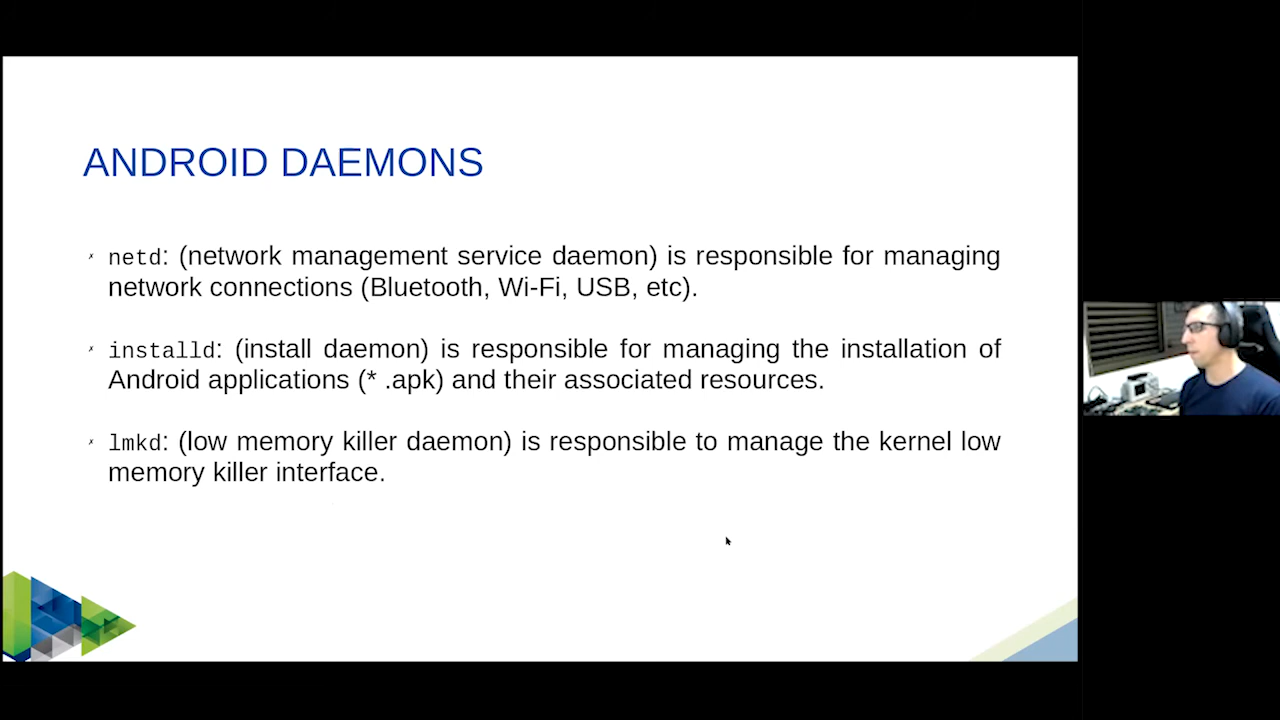 ANDROID DAEMONS
netd: (network management service daemon) is responsible for managing
network connections (Bluetooth, Wi-Fi, USB, etc).
installd: (install daemon) is responsible for managing the installation of
Android applications (* .apk) and their associated resources.
lmkd: (low memory killer daemon) is responsible to manage the kernel low
memory killer interface.